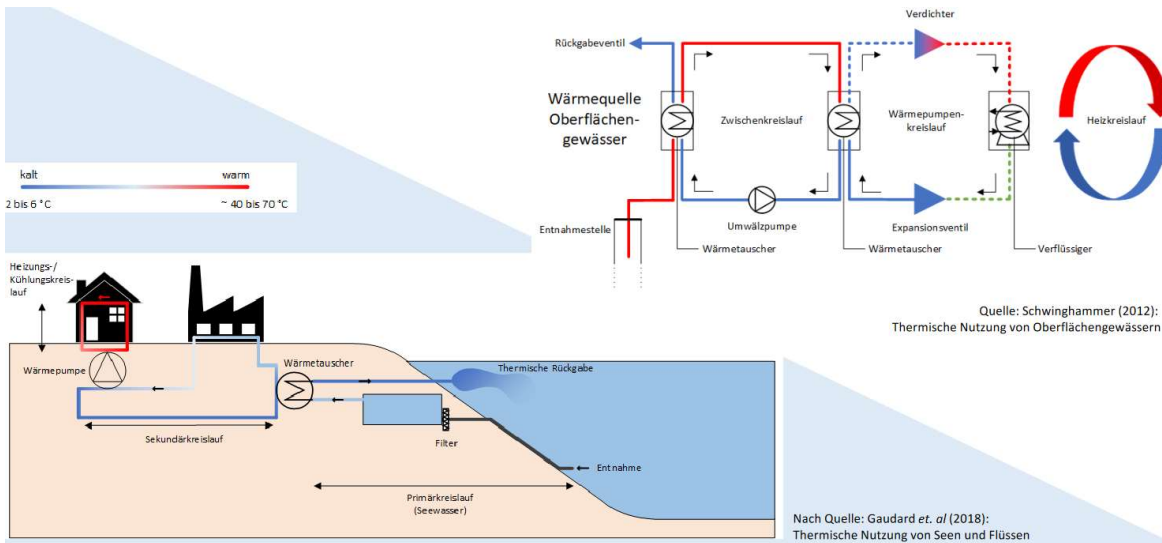 Verdichter
Rückgabeventil
Wärmequelle
Oberflächen-
gewässer
Zwischenkreislauf
Wärmepumpen-
kreislauf
Heizkreislauf
Entnahmestelle
Umwälzpumpe
Expansionsventil
Wärmetauscher
Wärmetauscher
Verflüssiger
Quelle: Schwinghammer (2012):
Thermische Nutzung von Oberflächengewässern
kalt
warm
2 bis 6 °C
~ 40 bis 70 °C
Heizungs-/
Kühlungskreis-
lauf
Wärmepumpe
Wärmetauscher
Thermische Rückgabe
Sekundärkreislauf
Filter
Entnahme
Primärkreislauf
(Seewasser)
Nach Quelle: Gaudard et. al (2018):
Thermische Nutzung von Seen und Flüssen